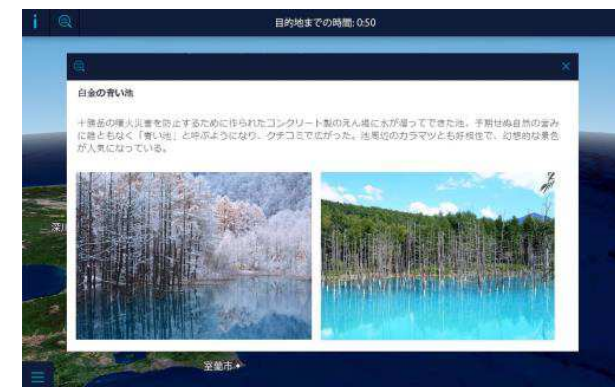 目的地までの時間: 0:50
白金の青い池
十勝岳の噴火災害を防止するために作られたコンクリート製のえん堤に水が溜ってできた池。予期せぬ自然の営み
に誰ともなく「青い池」と呼ぶようになり、クチコミで広がった。池周辺のカラマツとも好相性で、幻想的な景色
が人気になっている。
深川
室蘭市